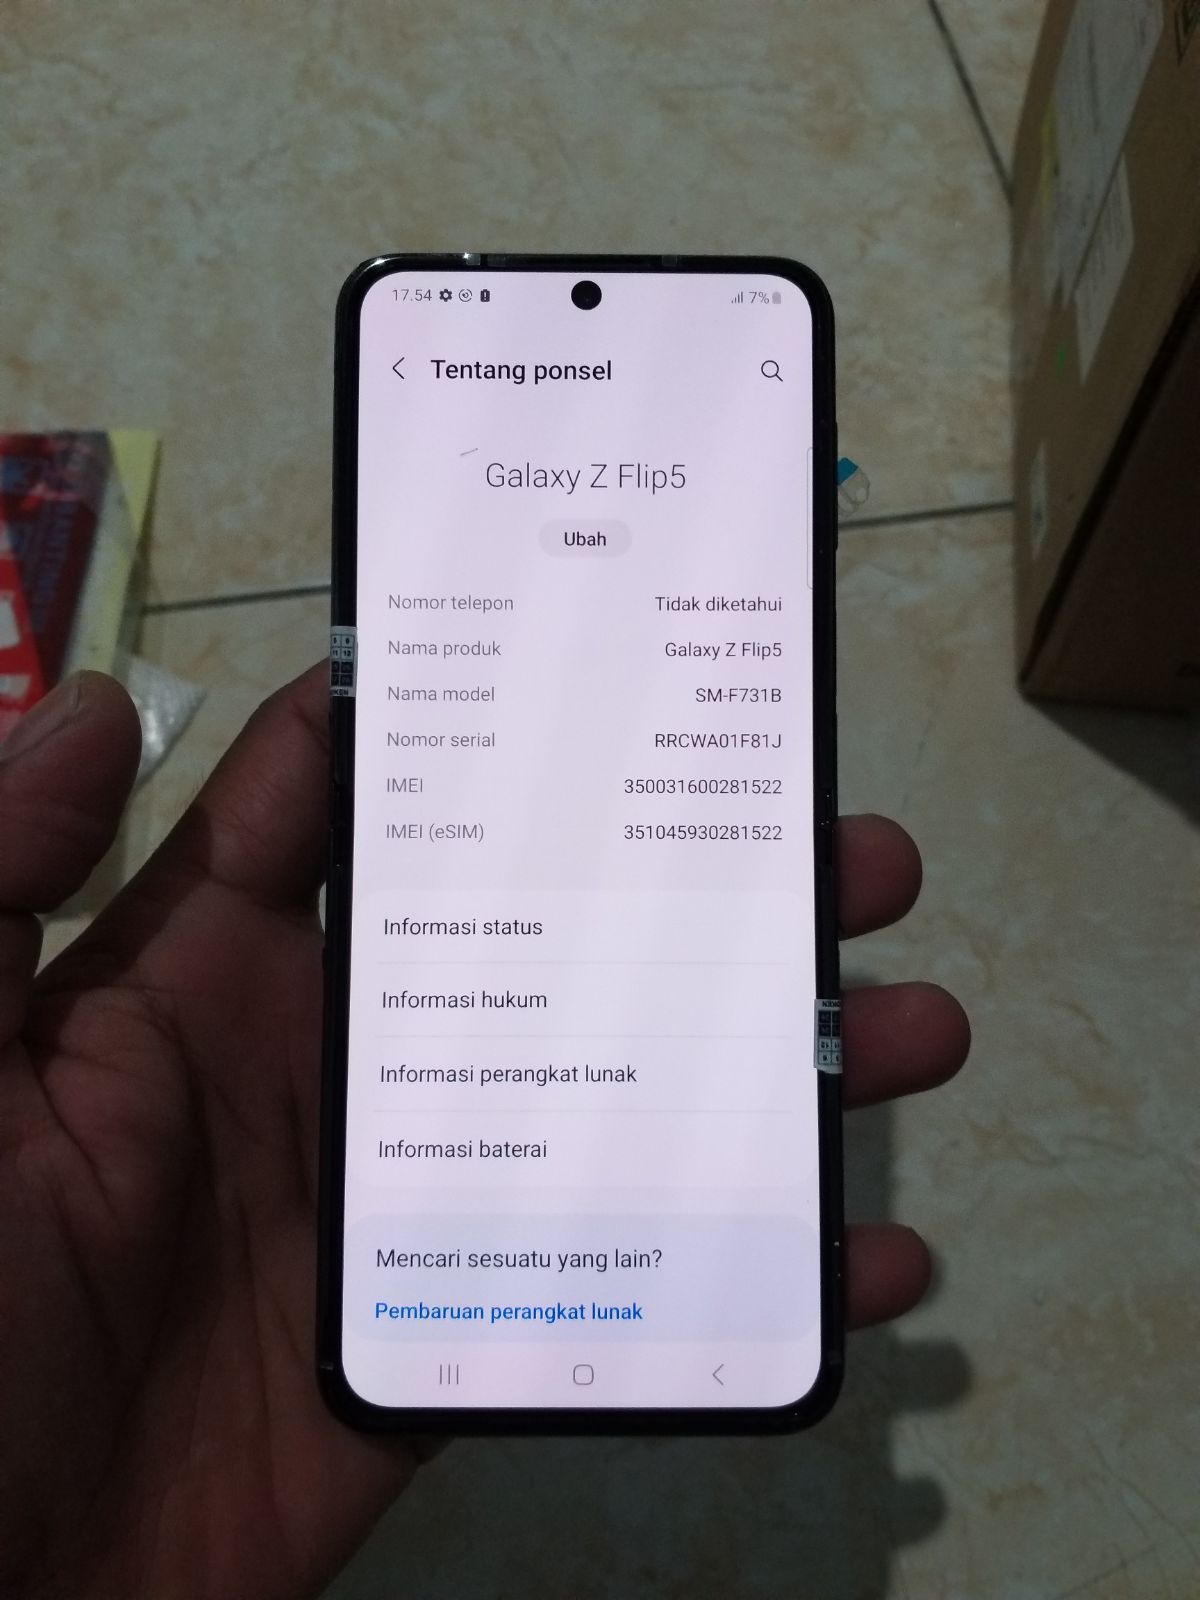 17.54
7%
Tentang ponsel
Galaxy Z Flip5
Ubah
Nomor telepon Tidak diketahui
Nama produk Galaxy Z Flip5
Nama model SM-F731B
Nomor serial RRCWA01F81J
IMEI 350031600281522
IMEI (eSIM) 351045930281522
Informasi status
Informasi hukum
Informasi perangkat lunak
Informasi baterai
Mencari sesuatu yang lain?
Pembaruan perangkat lunak